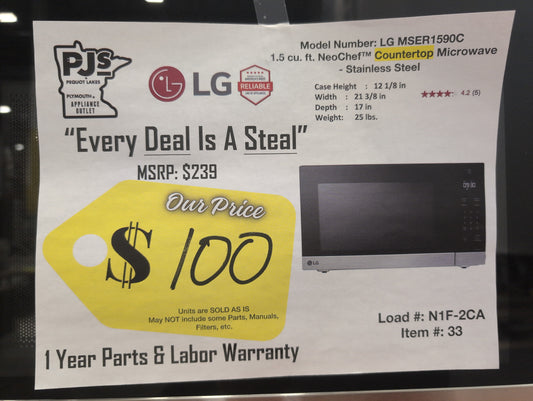 PJs
PEQUOT LAKES
PLYMOUTH
APPLIANCE
OUTLET
LG
RELIABLE
Model Number: LG MSER1590C
1.5 cu. ft. NeoChef™ Countertop Microwave
- Stainless Steel
Case Height : 12 1/8 in
Width : 21 3/8 in
Depth : 17 in
Weight: 25 lbs.
4.2 (5)
“Every Deal Is A Steal”
MSRP: $239
Our Price
$ 100
Units are SOLD AS IS
May NOT include some Parts, Manuals,
Filters, etc.
LG
Load #: N1F-2CA
Item #: 33
1 Year Parts & Labor Warranty